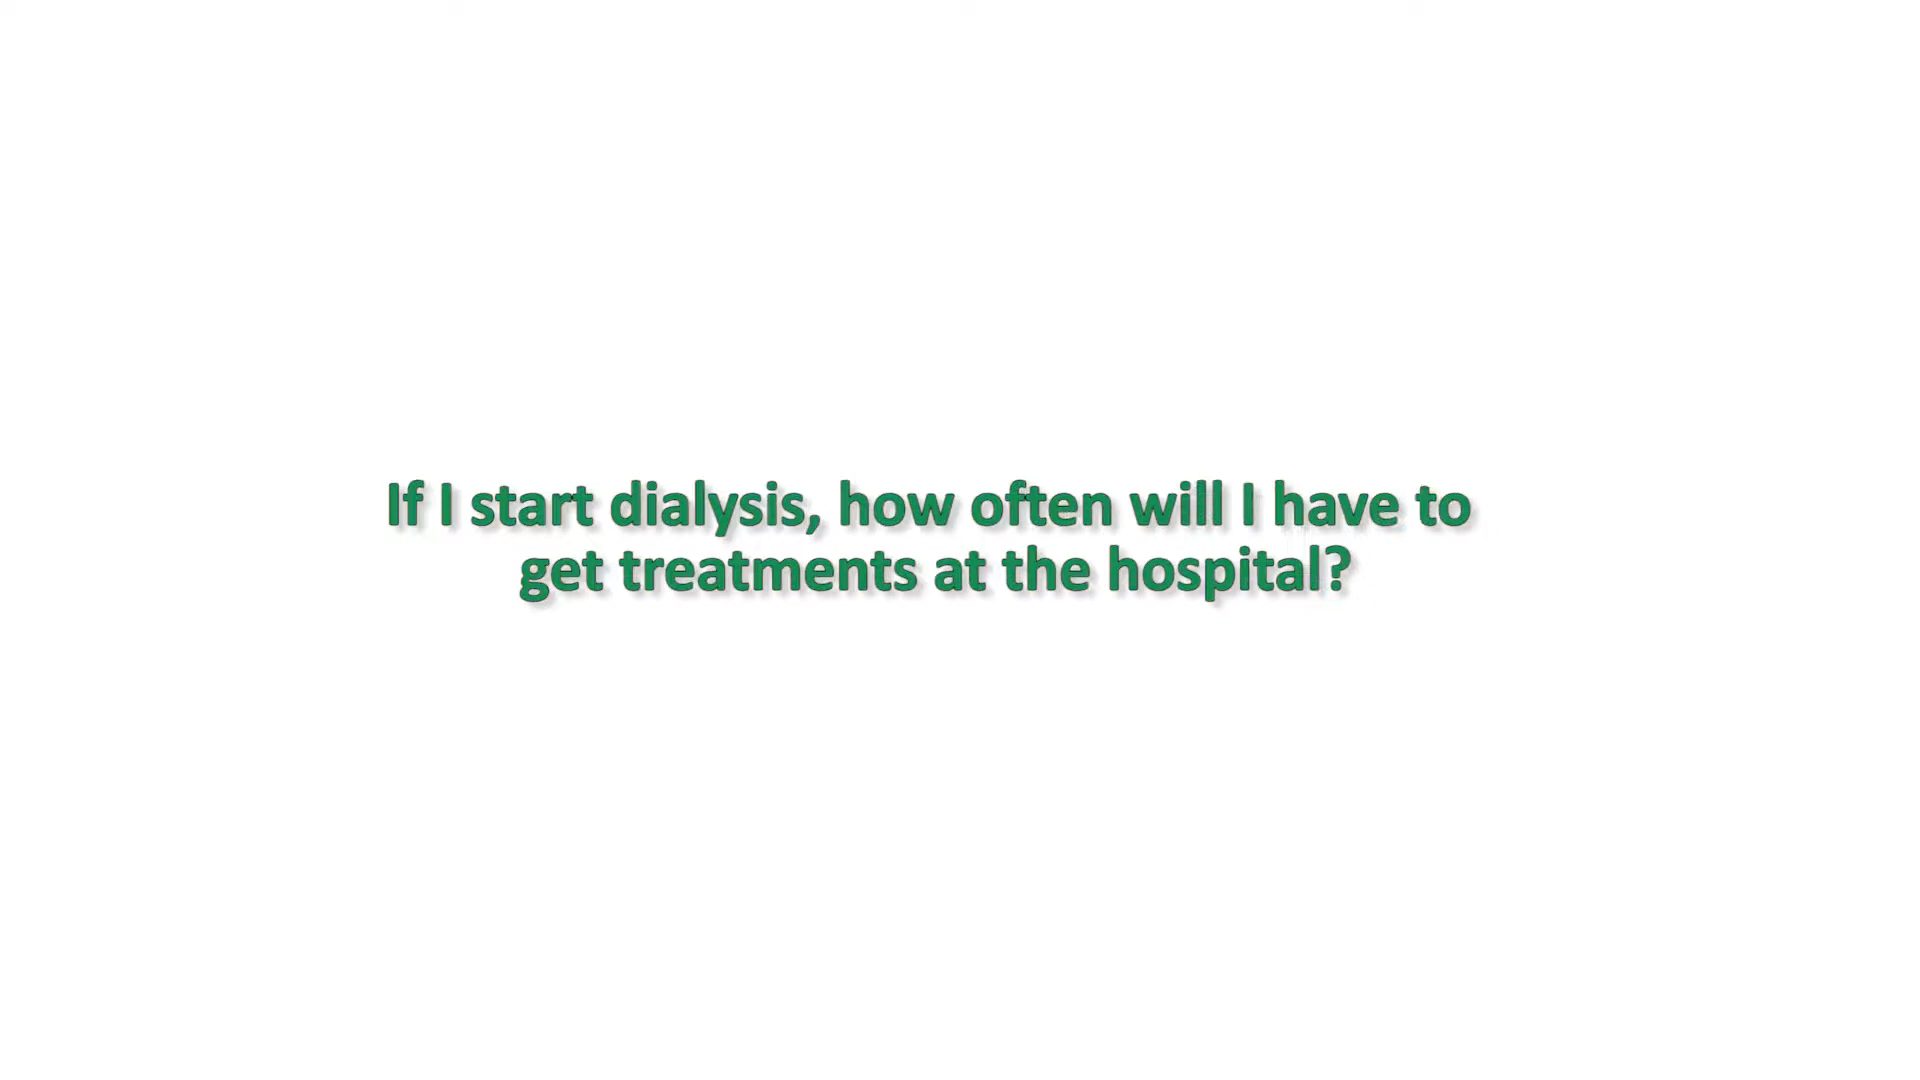 If I start dialysis, how often will I have to
get treatments at the hospital?